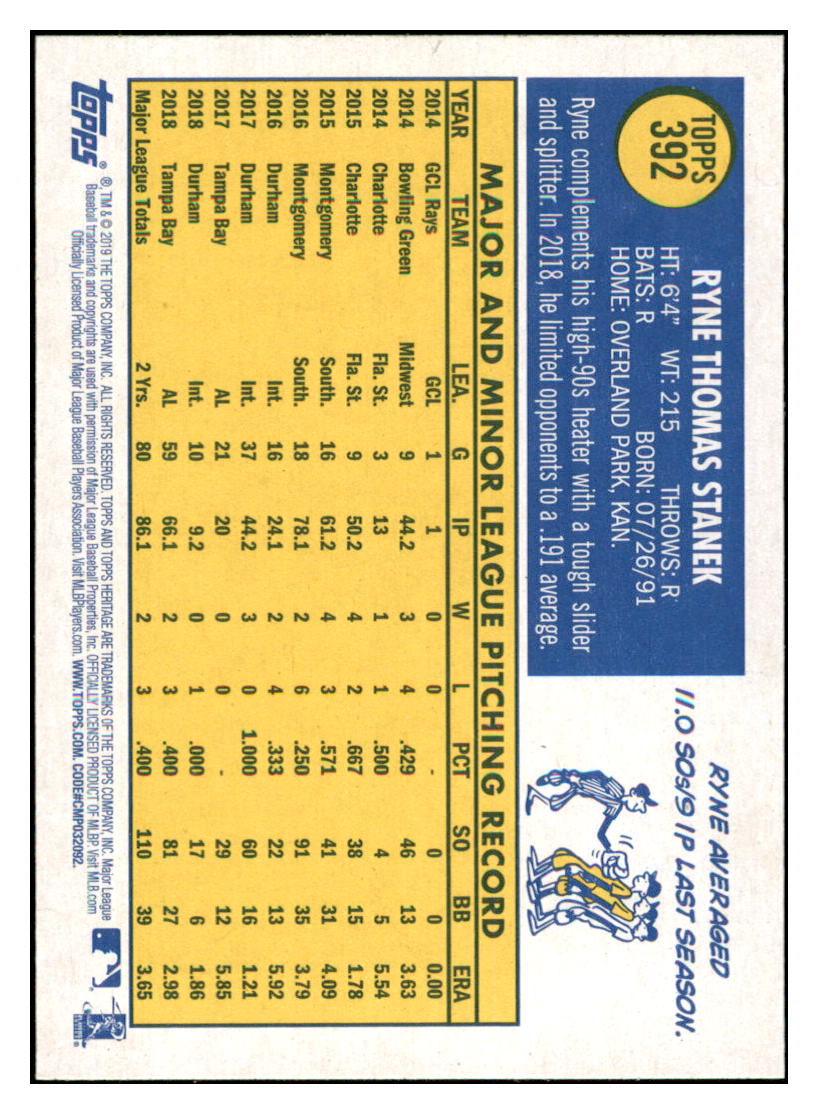 TOPPS
392
RYNE THOMAS STANEK
HT: 6'4" WT: 215 THROWS: R
BATS: R BORN: 07/26/91
HOME: OVERLAND PARK, KAN.
Ryne complements his high-90s heater with a tough slider
and splitter. In 2018, he limited opponents to a .191 average.
RYNE AVERAGED
11.0 SOs/9 IP LAST SEASON.
MAJOR AND MINOR LEAGUE PITCHING RECORD
YEAR TEAM LEA. G IP W L PCT SO BB ERA
2014 GCL Rays GCL 1 1 0 0 - 0 0 0.00
2014 Bowling Green Midwest 9 44.2 3 4 .429 46 13 3.63
2014 Charlotte Fla. St. 3 13 1 1 .500 4 5 5.54
2015 Charlotte Fla. St. 9 50.2 4 2 .667 38 15 1.78
2015 Montgomery South. 16 61.2 4 3 .571 41 31 4.09
2016 Montgomery South. 18 78.1 2 6 .250 91 35 3.79
2016 Durham Int. 16 24.1 2 4 .333 22 13 5.92
2017 Durham Int. 37 44.2 3 0 1.000 60 16 1.21
2017 Tampa Bay AL 21 20 0 0 - 29 12 5.85
2018 Durham Int. 10 9.2 0 1 .000 17 6 1.86
2018 Tampa Bay AL 59 66.1 2 3 .400 81 27 2.98
Major League Totals 2 Yrs. 80 86.1 2 3 .400 110 39 3.65
topps ®
®, TM & © 2019 THE TOPPS COMPANY, INC. ALL RIGHTS RESERVED. TOPPS AND TOPPS HERITAGE ARE TRADEMARKS OF THE TOPPS COMPANY, INC. Major League
Baseball trademarks and copyrights are used with permission of Major League Baseball Properties, Inc. OFFICIALLY LICENSED PRODUCT OF MLBP. Visit MLB.com
Officially Licensed Product of Major League Baseball Players Association. Visit MLBPlayers.com. WWW.TOPPS.COM. CODE#CMP032092.